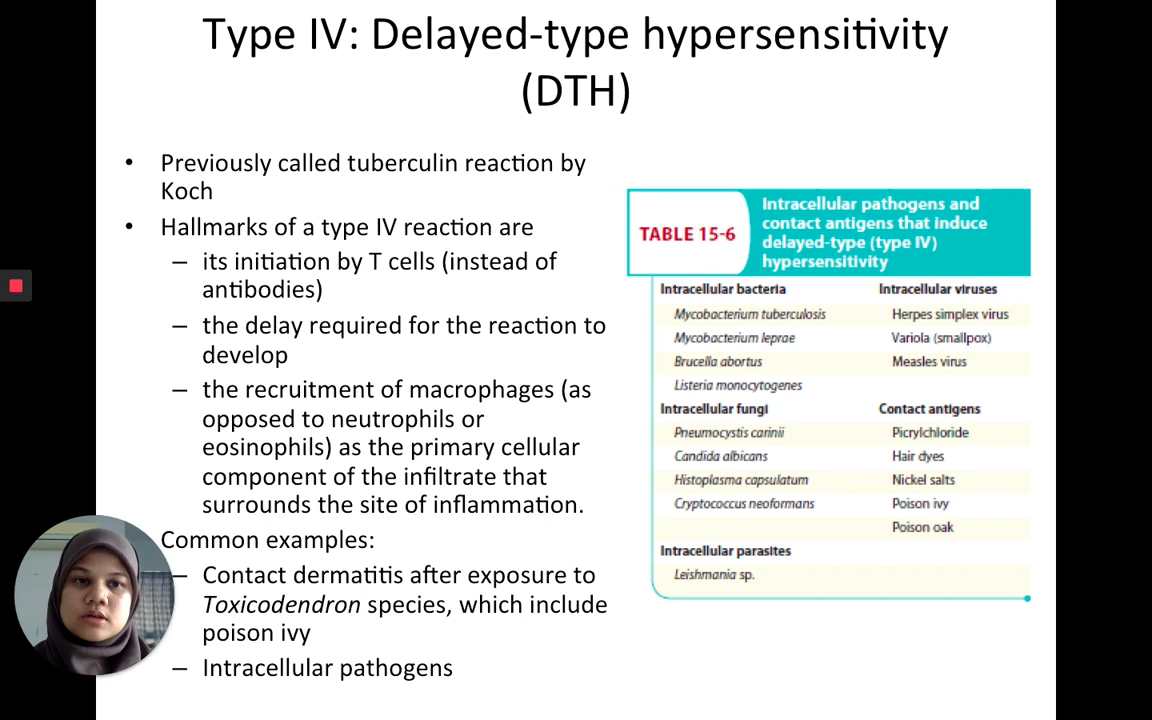 Type IV: Delayed-type hypersensitivity
(DTH)
• Previously called tuberculin reaction by
Koch
• Hallmarks of a type IV reaction are
– its initiation by T cells (instead of
antibodies)
– the delay required for the reaction to
develop
– the recruitment of macrophages (as
opposed to neutrophils or
eosinophils) as the primary cellular
component of the infiltrate that
surrounds the site of inflammation.
Common examples:
– Contact dermatitis after exposure to
Toxicodendron species, which include
poison ivy
– Intracellular pathogens
TABLE 15-6
Intracellular pathogens and
contact antigens that induce
delayed-type (type IV)
hypersensitivity
Intracellular bacteria
Mycobacterium tuberculosis
Mycobacterium leprae
Brucella abortus
Listeria monocytogenes
Intracellular fungi
Pneumocystis carinii
Candida albicans
Histoplasma capsulatum
Cryptococcus neoformans
Intracellular parasites
Leishmania sp.
Intracellular viruses
Herpes simplex virus
Variola (smallpox)
Measles virus
Contact antigens
Picrylchloride
Hair dyes
Nickel salts
Poison ivy
Poison oak